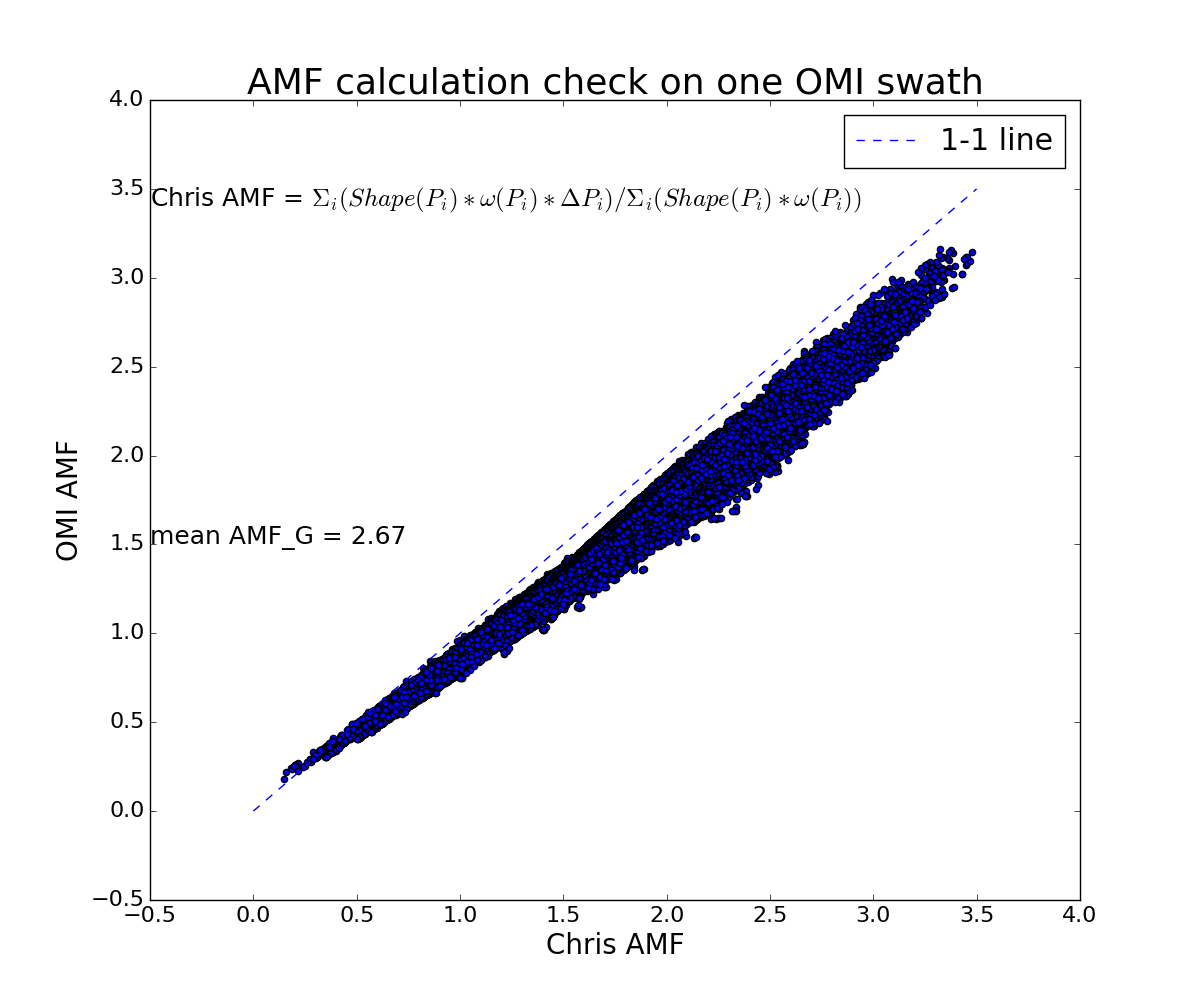 AMF calculation check on one OMI swath
4.0
1-1 line
3.5
Chris AMF = Σᵢ(Shape(Pᵢ) * ω(Pᵢ) * ΔPᵢ)/Σᵢ(Shape(Pᵢ) * ω(Pᵢ))
3.0
2.5
2.0
OMI AMF
1.5
mean AMF_G = 2.67
1.0
0.5
0.0
−0.5
−0.5 0.0 0.5 1.0 1.5 2.0 2.5 3.0 3.5 4.0
Chris AMF